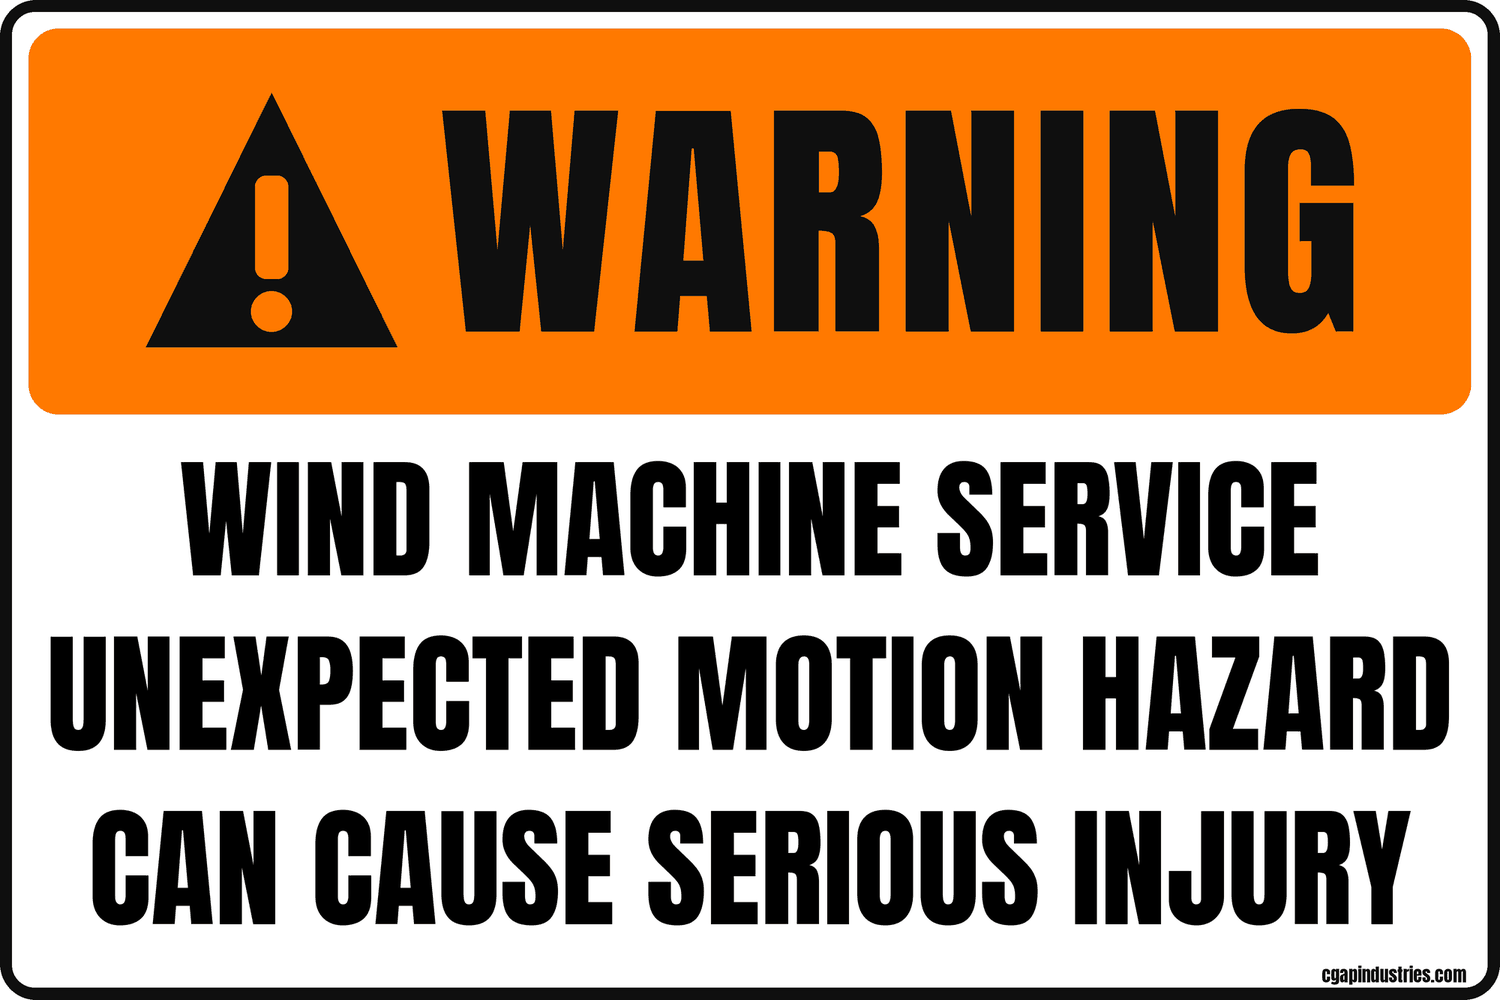 WARNING
WIND MACHINE SERVICE
UNEXPECTED MOTION HAZARD
CAN CAUSE SERIOUS INJURY
cgapindustries.com